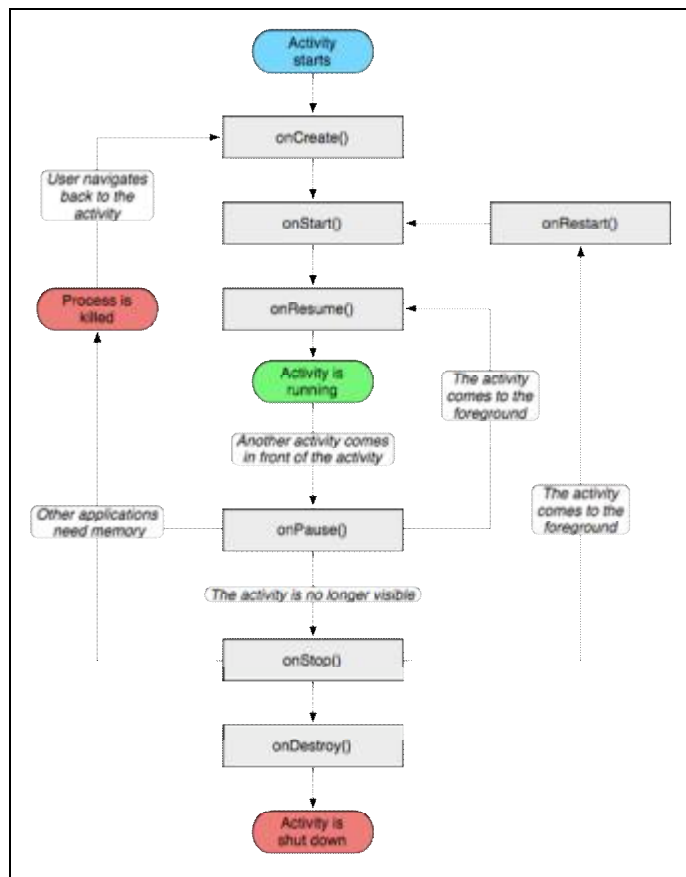 Activity
starts
onCreate()
User navigates
back to the
activity
onStart()
onRestart()
Process is
killed
onResume()
Activity is
running
The activity
comes to the
foreground
Another activity comes
in front of the activity
The activity
comes to the
foreground
Other applications
need memory
onPause()
The activity is no longer visible
onStop()
onDestroy()
Activity is
shut down